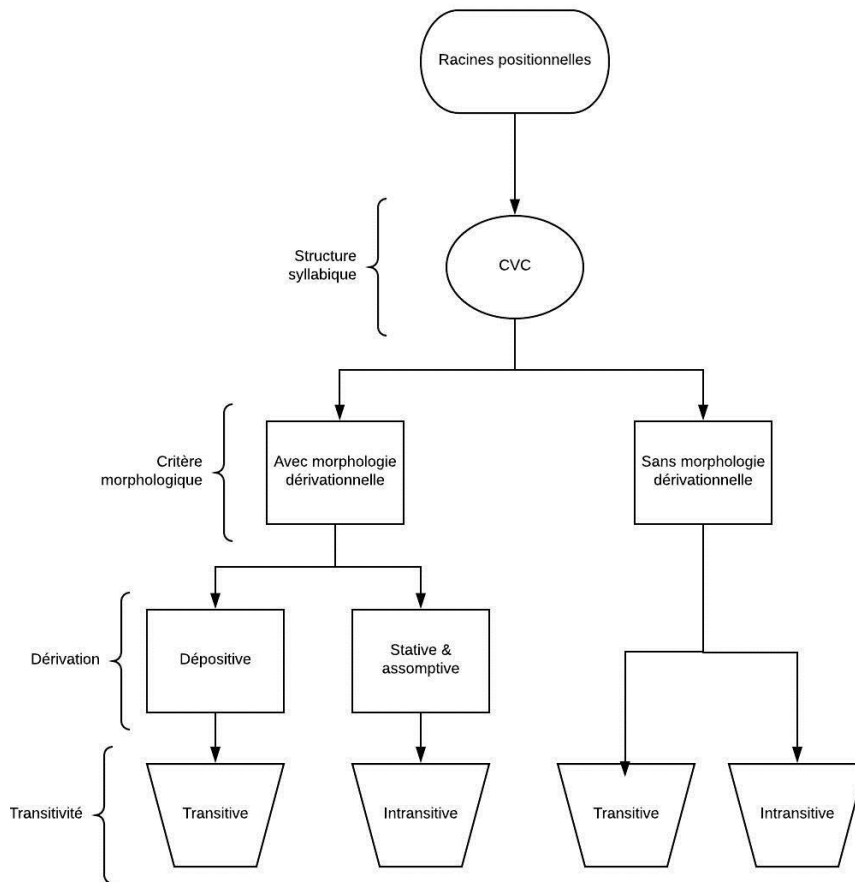 Racines positionnelles
Structure
syllabique
CVC
Critère
morphologique
Avec morphologie
dérivationnelle
Sans morphologie
dérivationnelle
Dérivation
Dépositive
Stative &
assomptive
Transitivité
Transitive
Intransitive
Transitive
Intransitive